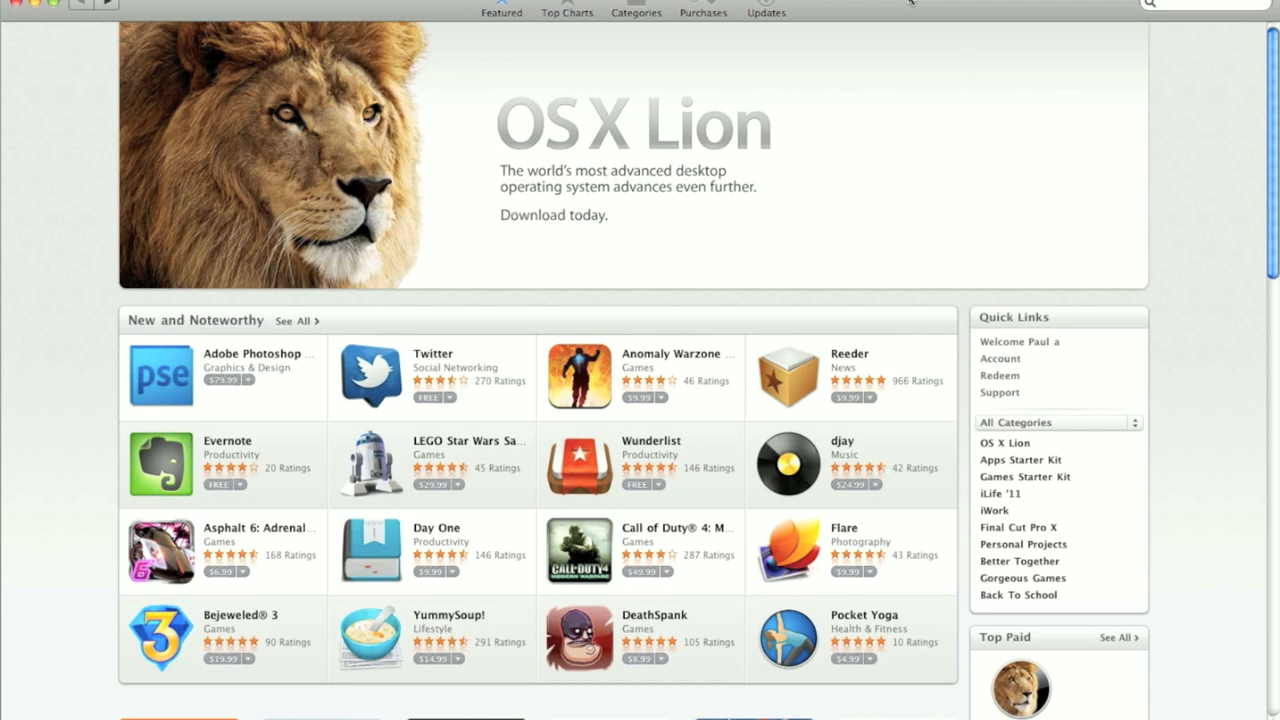 Featured
Top Charts
Categories
Purchases
Updates
OS X Lion
The world's most advanced desktop
operating system advances even further.
Download today.
New and Noteworthy
See All ›
Adobe Photoshop ...
Graphics & Design
$79.99
pse
Twitter
Social Networking
270 Ratings
FREE
Anomaly Warzone ...
Games
46 Ratings
$9.99
Reeder
News
966 Ratings
$9.99
Evernote
Productivity
20 Ratings
FREE
LEGO Star Wars Sa...
Games
45 Ratings
$29.99
Wunderlist
Productivity
146 Ratings
FREE
djay
Music
42 Ratings
$24.99
Asphalt 6: Adrenal...
Games
168 Ratings
$6.99
6
Day One
Productivity
146 Ratings
$9.99
Call of Duty® 4: M...
Games
287 Ratings
$49.99
CALL·DUTY4
MODERN WARFARE
Flare
Photography
43 Ratings
$9.99
Bejeweled® 3
Games
90 Ratings
$19.99
3
YummySoup!
Lifestyle
291 Ratings
$14.99
DeathSpank
Games
105 Ratings
$8.99
Pocket Yoga
Health & Fitness
10 Ratings
$4.99
Quick Links
Welcome Paul a
Account
Redeem
Support
All Categories
OS X Lion
Apps Starter Kit
Games Starter Kit
iLife '11
iWork
Final Cut Pro X
Personal Projects
Better Together
Gorgeous Games
Back To School
Top Paid
See All ›